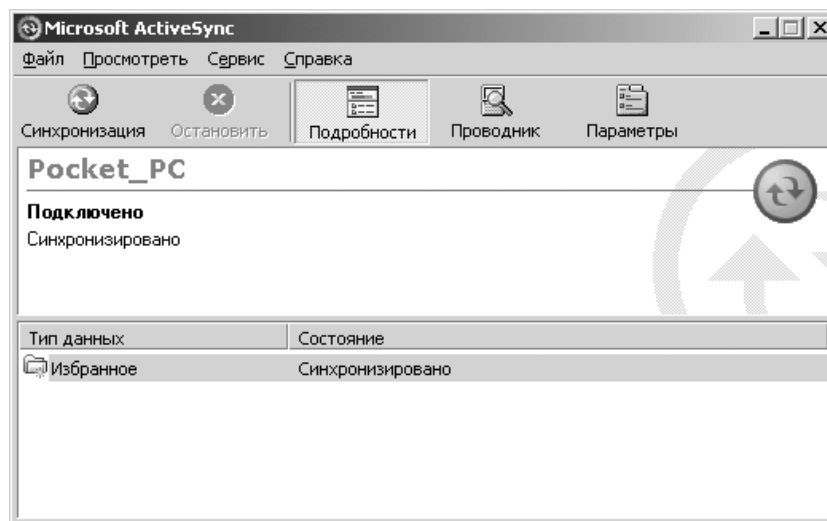 Microsoft ActiveSync
Файл Просмотреть Сервис Справка
Синхронизация Остановить Подробности Проводник Параметры
Pocket_PC
Подключено
Синхронизировано
Тип данных Состояние
Избранное Синхронизировано